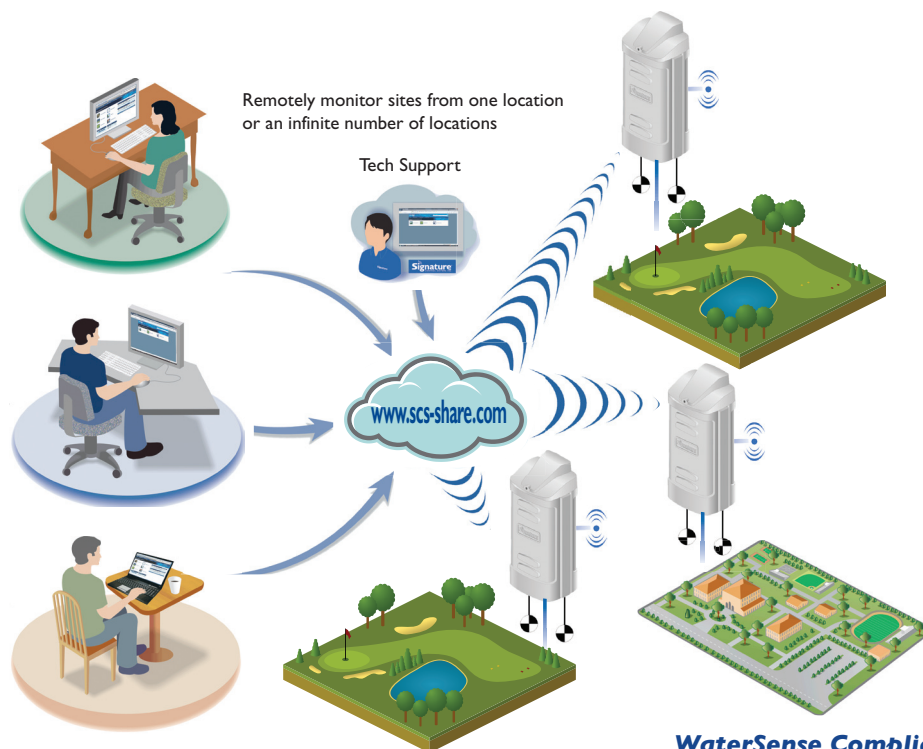 Remotely monitor sites from one location
or an infinite number of locations
Tech Support
Signature
www.scs-share.com